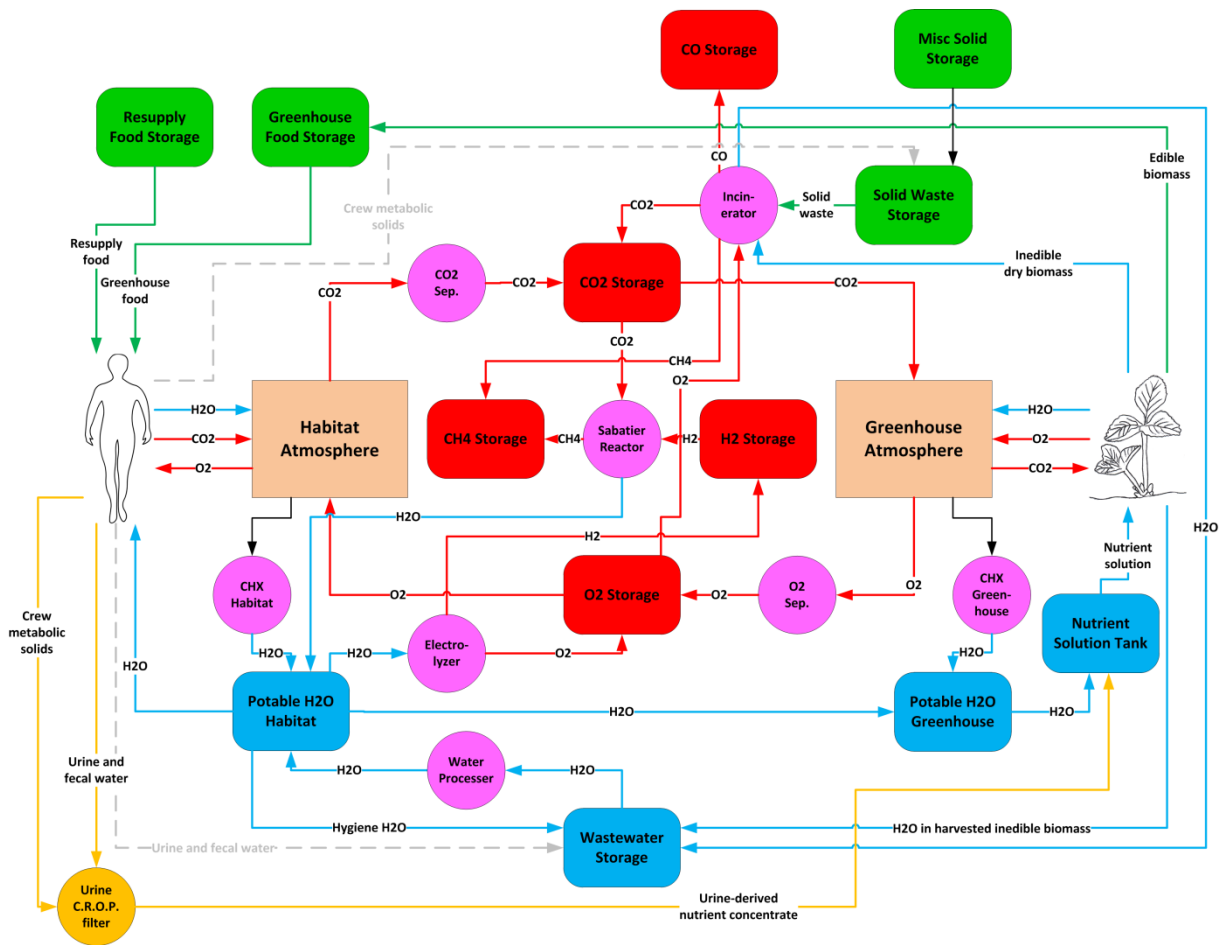 CO Storage
Misc Solid
Storage
Resupply
Food Storage
Greenhouse
Food Storage
CO
Edible
biomass
Crew metabolic
solids
CO2
Incin-
erator
Solid
waste
Solid Waste
Storage
Resupply
food
Greenhouse
food
CO2
CO2
Sep.
CO2
CO2 Storage
CO2
Inedible
dry biomass
CO2
CH4
O2
H2O
CO2
O2
Habitat
Atmosphere
CH4 Storage
CH4
Sabatier
Reactor
H2
H2 Storage
Greenhouse
Atmosphere
H2O
O2
CO2
H2O
H2O
H2
Nutrient
solution
CHX
Habitat
O2
O2 Storage
O2
O2
Sep.
O2
CHX
Green-
house
Crew
metabolic
solids
H2O
H2O
H2O
Electro-
lyzer
O2
H2O
Nutrient
Solution Tank
Potable H2O
Habitat
H2O
Potable H2O
Greenhouse
H2O
Urine and
fecal water
H2O
Water
Processer
H2O
Hygiene H2O
Wastewater
Storage
H2O in harvested inedible biomass
Urine and fecal water
Urine
C.R.O.P.
filter
Urine-derived
nutrient concentrate